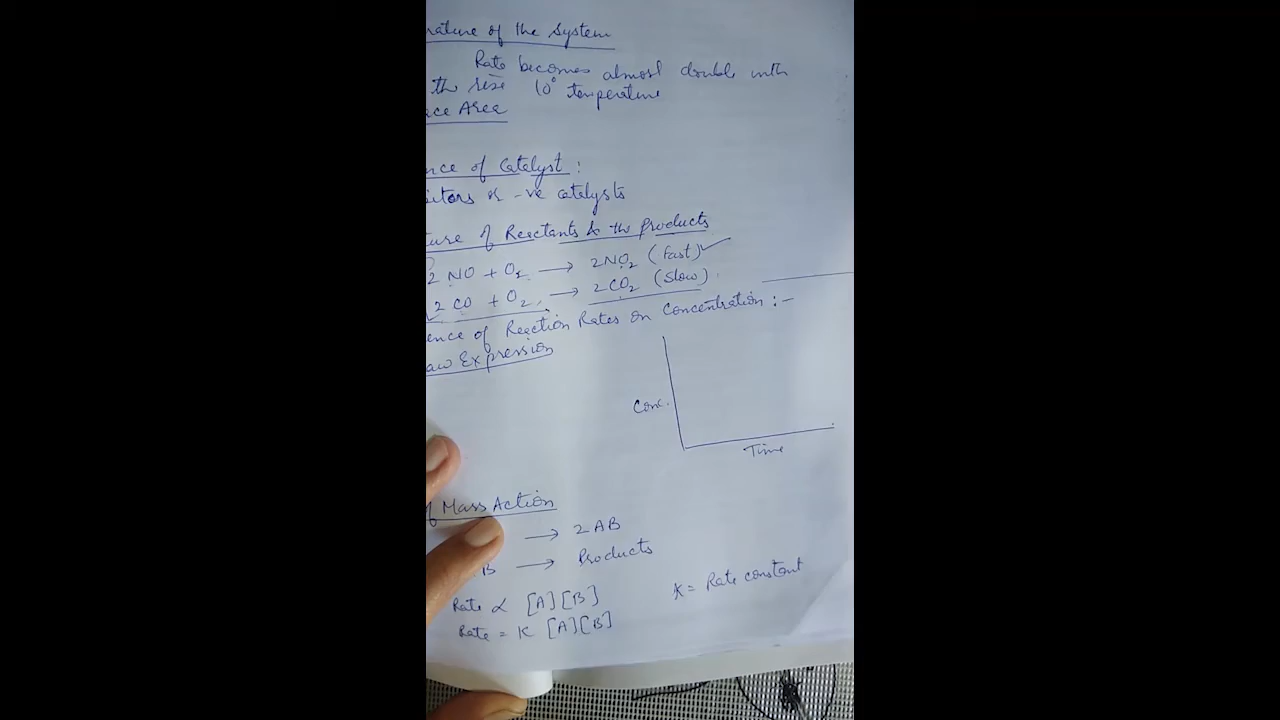 rature of the System
Rate becomes almost double with
the rise 10° temperature
ace Area
nce of Catalyst :
bitors or -ve catalysts
ture of Reactants & the products
2 NO + O2 → 2NO2 (Fast)
2 CO + O2 → 2CO2 (Slow)
ence of Reaction Rates on Concentration :-
aw Expression
Conc.
Time
of Mass Action
→ 2AB
B → Products
Rate ∝ [A][B]
K = Rate constant
Rate = K [A][B]